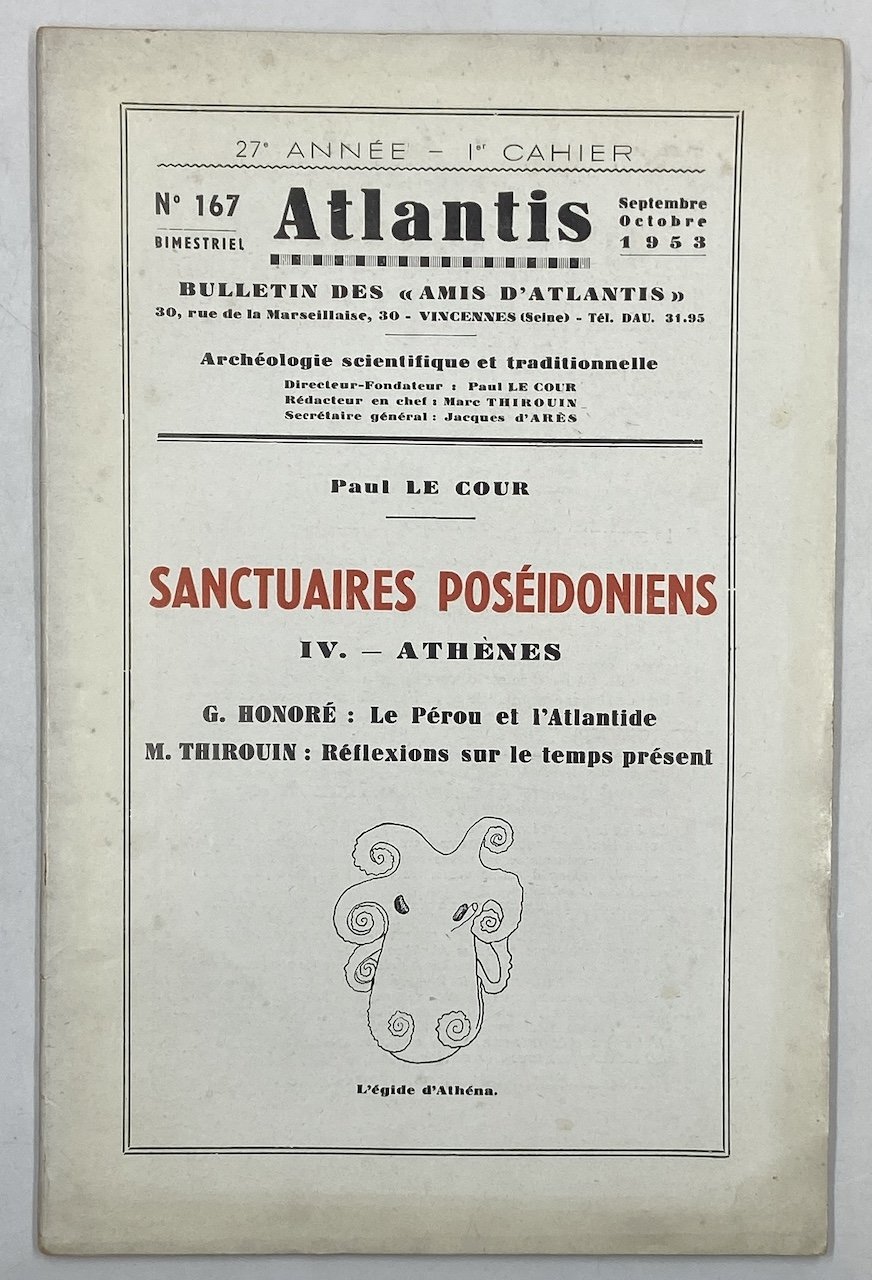 27e ANNÉE – 1er CAHIER
N° 167
BIMESTRIEL
Atlantis
Septembre
Octobre
1953
BULLETIN DES « AMIS D'ATLANTIS »
30, rue de la Marseillaise, 30 - VINCENNES (Seine) - Tél. DAU. 31.95
Archéologie scientifique et traditionnelle
Directeur-Fondateur : Paul LE COUR
Rédacteur en chef : Marc THIROUIN
Secrétaire général : Jacques d'ARÈS
Paul LE COUR
SANCTUAIRES POSÉIDONIENS
IV. – ATHÈNES
G. HONORÉ : Le Pérou et l'Atlantide
M. THIROUIN : Réflexions sur le temps présent
L'égide d'Athéna.